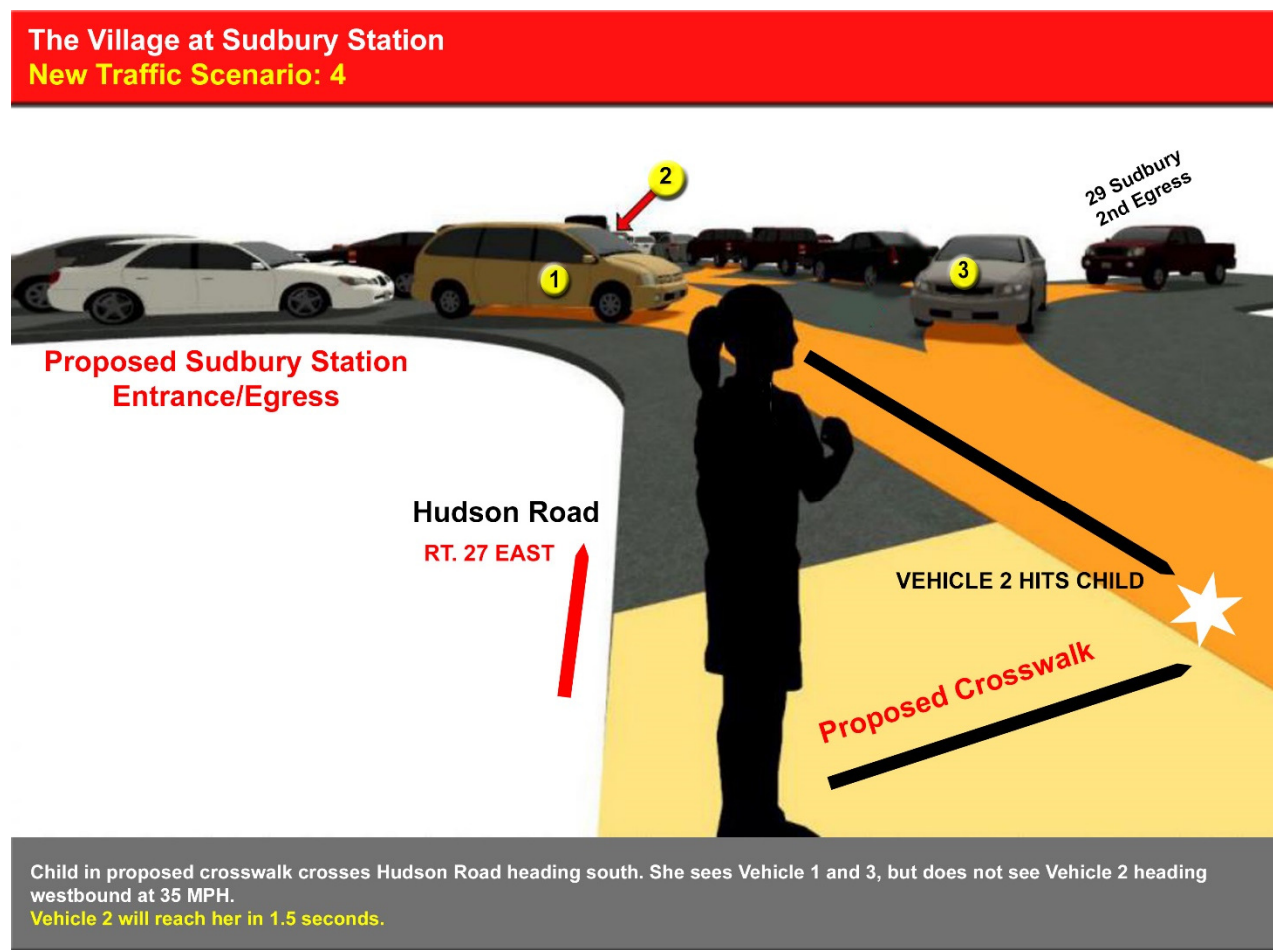 The Village at Sudbury Station
New Traffic Scenario: 4
2
29 Sudbury
2nd Egress
1
3
Proposed Sudbury Station
Entrance/Egress
Hudson Road
RT. 27 EAST
VEHICLE 2 HITS CHILD
Proposed Crosswalk
Child in proposed crosswalk crosses Hudson Road heading south. She sees Vehicle 1 and 3, but does not see Vehicle 2 heading
westbound at 35 MPH.
Vehicle 2 will reach her in 1.5 seconds.